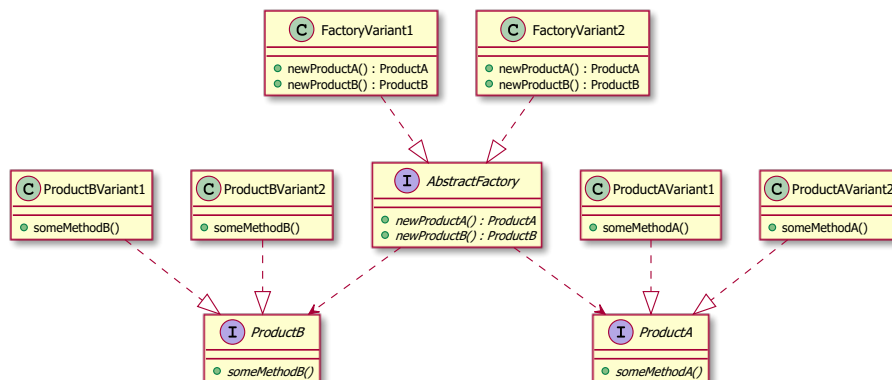 C FactoryVariant1
newProductA() : ProductA
newProductB() : ProductB
C FactoryVariant2
newProductA() : ProductA
newProductB() : ProductB
C ProductBVariant1
someMethodB()
C ProductBVariant2
someMethodB()
I AbstractFactory
newProductA() : ProductA
newProductB() : ProductB
C ProductAVariant1
someMethodA()
C ProductAVariant2
someMethodA()
I ProductB
someMethodB()
I ProductA
someMethodA()